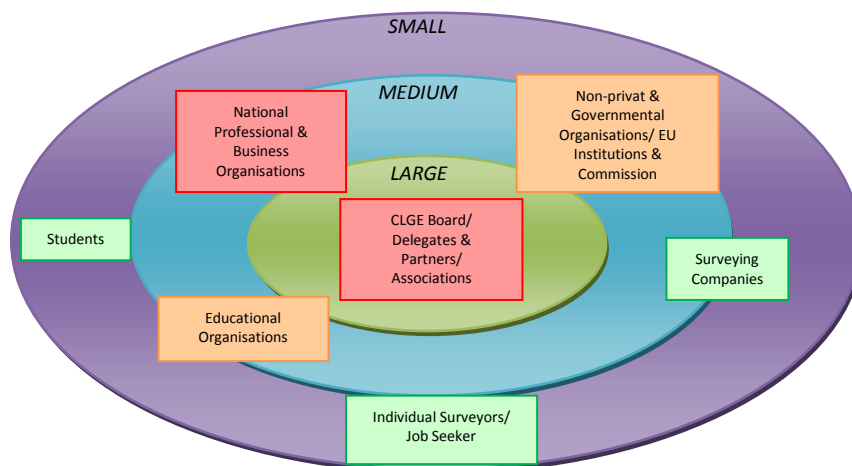 SMALL
MEDIUM
National
Professional &
Business
Organisations
Non-privat &
Governmental
Organisations/ EU
Institutions &
Commission
LARGE
CLGE Board/
Delegates &
Partners/
Associations
Students
Surveying
Companies
Educational
Organisations
Individual Surveyors/
Job Seeker